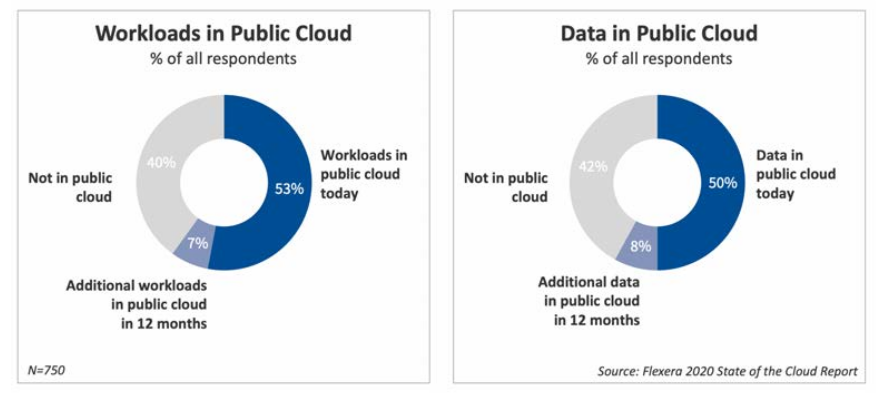 Workloads in Public Cloud
% of all respondents
40%
53%
7%
Not in public
cloud
Workloads in
public cloud
today
Additional workloads
in public cloud
in 12 months
N=750
Data in Public Cloud
% of all respondents
42%
50%
8%
Not in public
cloud
Data in
public cloud
today
Additional data
in public cloud
in 12 months
Source: Flexera 2020 State of the Cloud Report